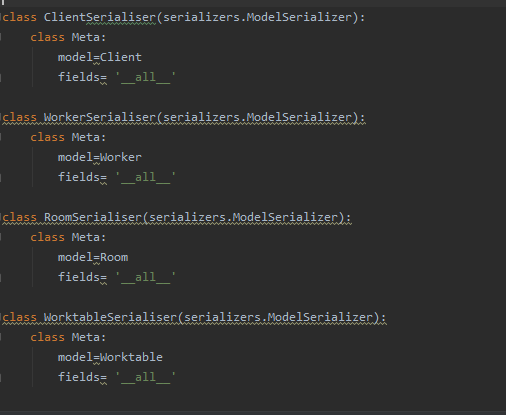 class ClientSerialiser(serializers.ModelSerializer):
    class Meta:
        model=Client
        fields= '__all__'
class WorkerSerialiser(serializers.ModelSerializer):
    class Meta:
        model=Worker
        fields= '__all__'
class RoomSerialiser(serializers.ModelSerializer):
    class Meta:
        model=Room
        fields= '__all__'
class WorktableSerialiser(serializers.ModelSerializer):
    class Meta:
        model=Worktable
        fields= '__all__'